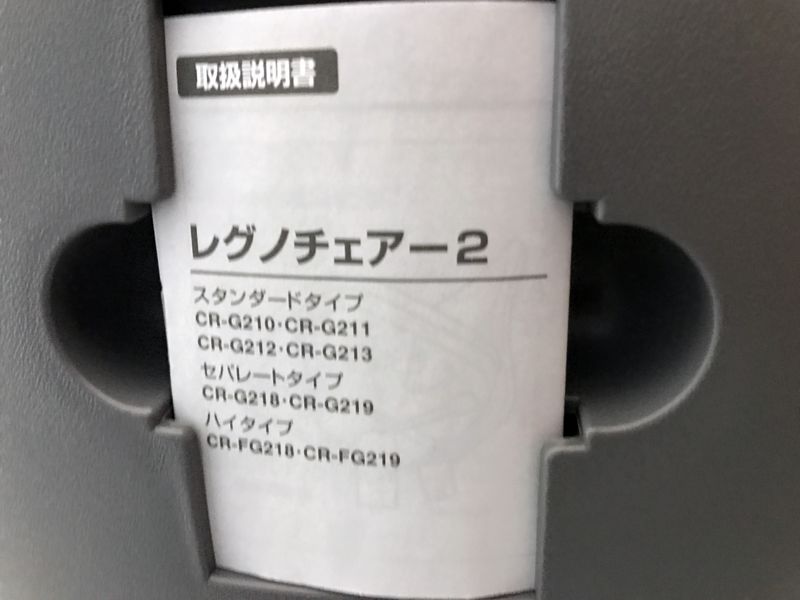 取扱説明書
レグノチェアー2
スタンダードタイプ
CR-G210・CR-G211
CR-G212・CR-G213
セパレートタイプ
CR-G218・CR-G219
ハイタイプ
CR-FG218・CR-FG219